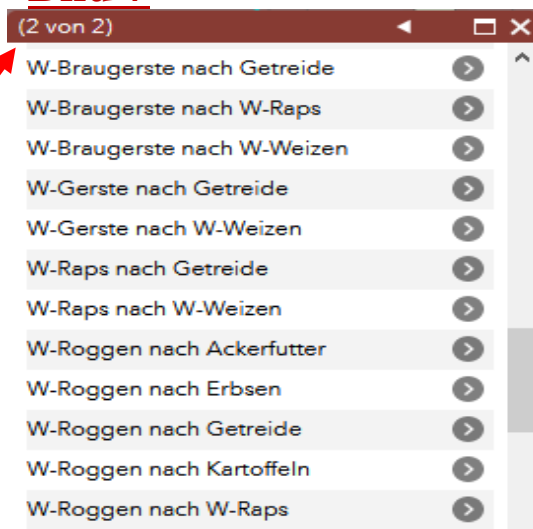 (2 von 2)
W-Braugerste nach Getreide
W-Braugerste nach W-Raps
W-Braugerste nach W-Weizen
W-Gerste nach Getreide
W-Gerste nach W-Weizen
W-Raps nach Getreide
W-Raps nach W-Weizen
W-Roggen nach Ackerfutter
W-Roggen nach Erbsen
W-Roggen nach Getreide
W-Roggen nach Kartoffeln
W-Roggen nach W-Raps